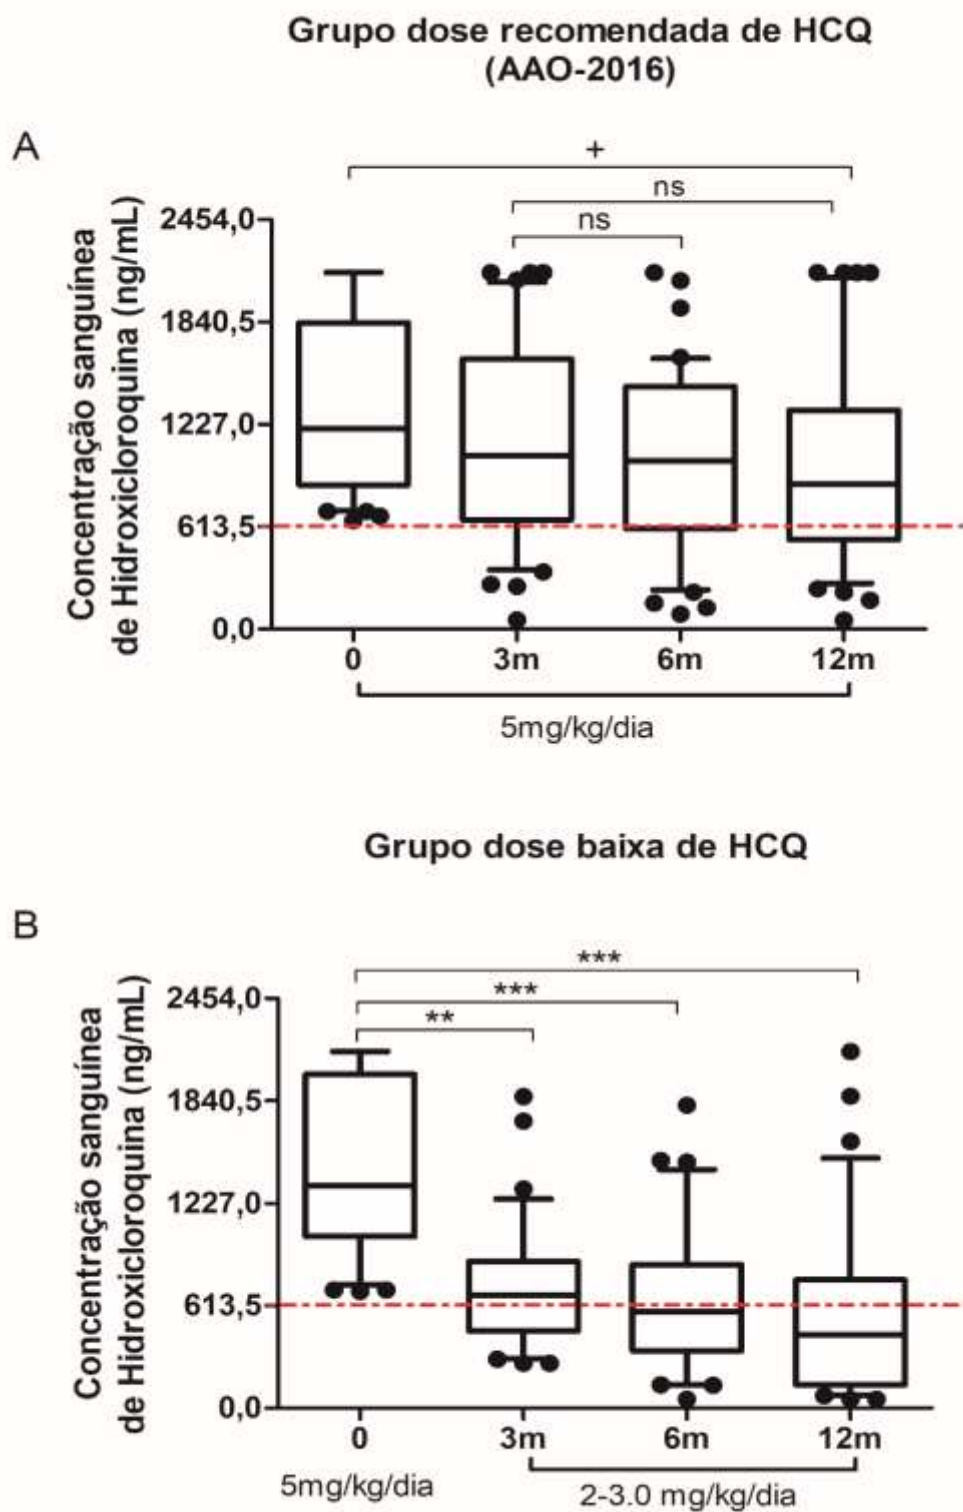 Grupo dose recomendada de HCQ
(AAO-2016)
A
Concentração sanguínea
de Hidroxicloroquina (ng/mL)
+
ns
ns
2454,0
1840,5
1227,0
613,5
0,0
0 3m 6m 12m
5mg/kg/dia
Grupo dose baixa de HCQ
B
Concentração sanguínea
de Hidroxicloroquina (ng/mL)
***
***
**
2454,0
1840,5
1227,0
613,5
0,0
0 3m 6m 12m
5mg/kg/dia 2-3.0 mg/kg/dia